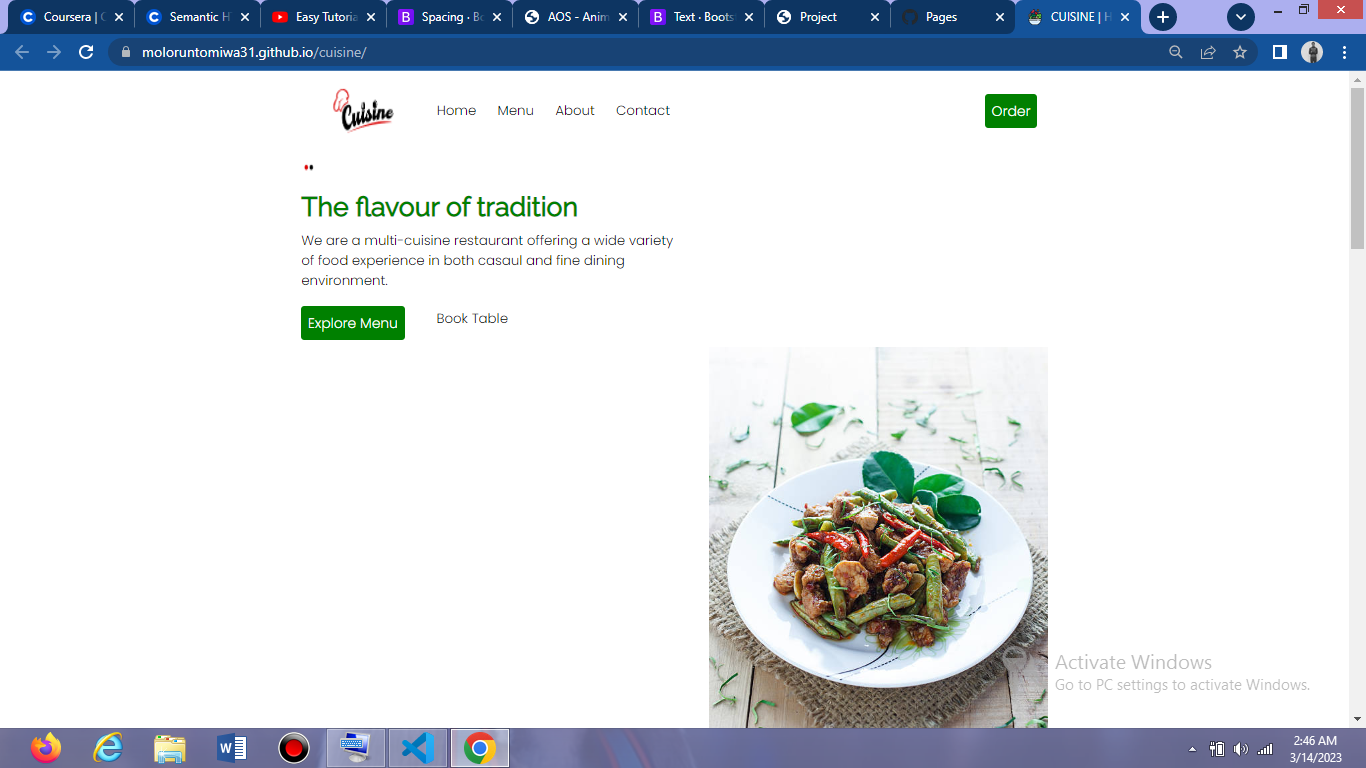 Coursera | C
Semantic H
Easy Tutoria
Spacing · Bo
AOS - Anim
Text · Boots
Project
Pages
CUISINE | H
moloruntomiwa31.github.io/cuisine/
Cuisine
Home
Menu
About
Contact
Order
The flavour of tradition
We are a multi-cuisine restaurant offering a wide variety
of food experience in both casaul and fine dining
environment.
Explore Menu
Book Table
Activate Windows
Go to PC settings to activate Windows.
2:46 AM
3/14/2023